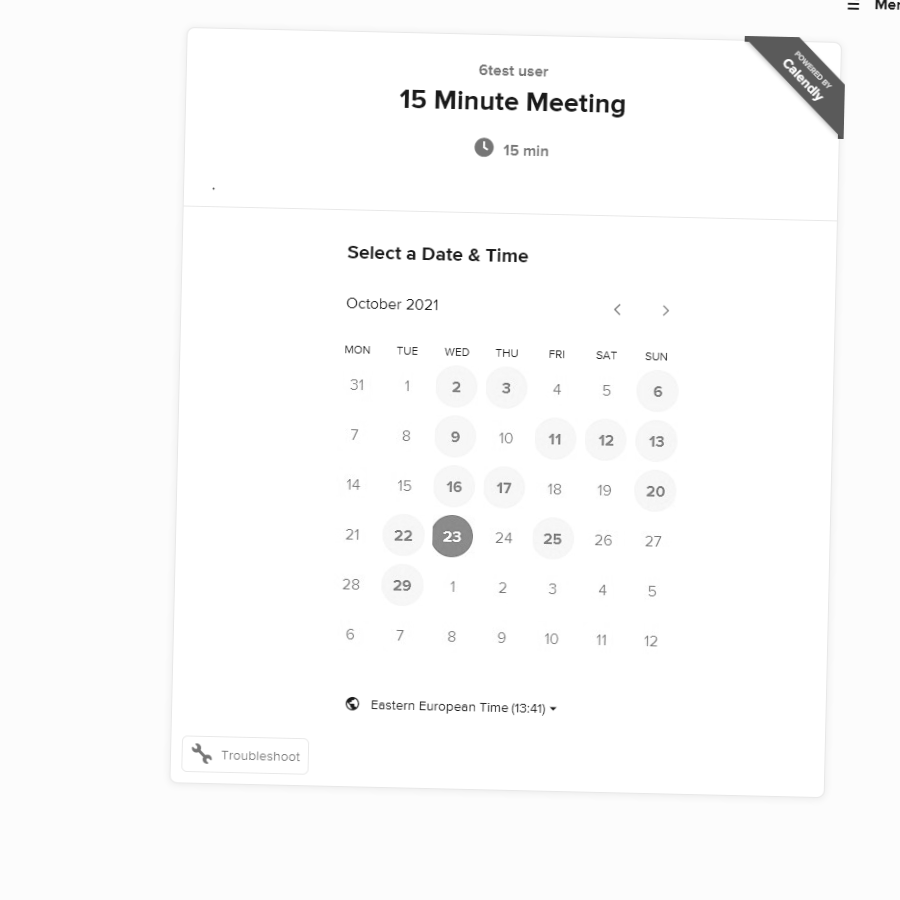 Mer
POWERED BY
Calendly
6test user
15 Minute Meeting
15 min
.
Select a Date & Time
October 2021
MON TUE WED THU FRI SAT SUN
31 1 2 3 4 5 6
7 8 9 10 11 12 13
14 15 16 17 18 19 20
21 22 23 24 25 26 27
28 29 1 2 3 4 5
6 7 8 9 10 11 12
Eastern European Time (13:41)
Troubleshoot